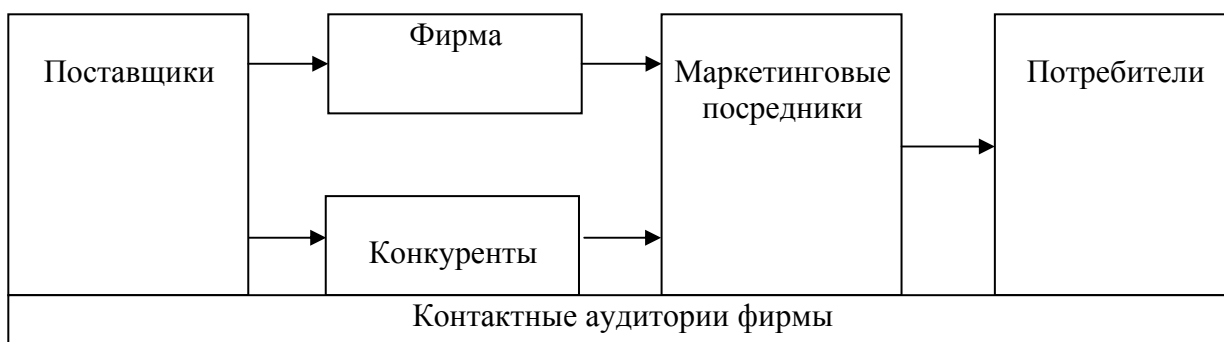 Поставщики
Фирма
Маркетинговые
посредники
Потребители
Конкуренты
Контактные аудитории фирмы